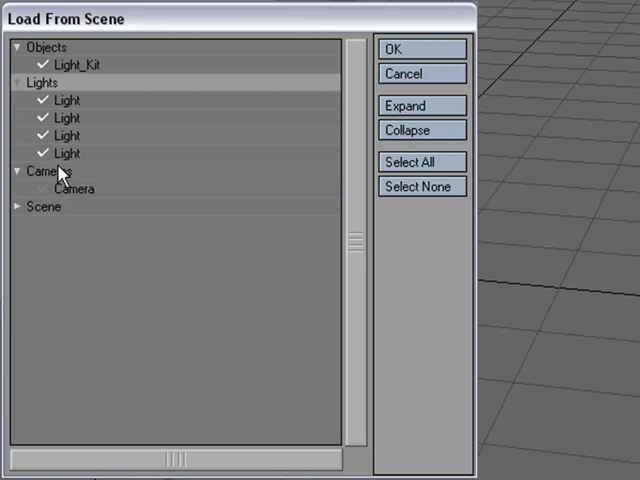 Load From Scene
Objects
Light_Kit
Lights
Light
Light
Light
Light
Cameras
Camera
Scene
OK
Cancel
Expand
Collapse
Select All
Select None